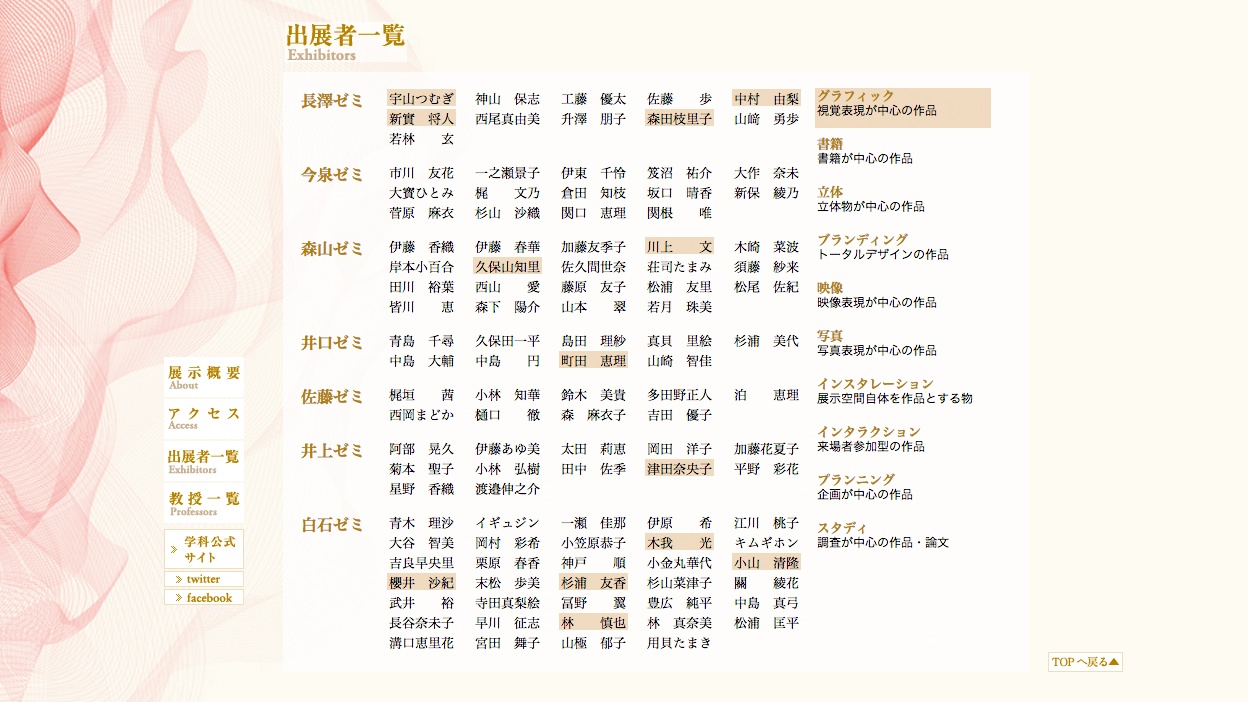 出展者一覧
Exhibitors
長澤ゼミ 宇山つむぎ 神山 保志 工藤 優太 佐藤 歩 中村 由梨
新實 将人 西尾真由美 升澤 朋子 森田枝里子 山﨑 勇歩
若林 玄
今泉ゼミ 市川 友花 一之瀬景子 伊東 千怜 笈沼 祐介 大作 奈未
大寳ひとみ 梶 文乃 倉田 知枝 坂口 晴香 新保 綾乃
菅原 麻衣 杉山 沙織 関口 恵理 関根 唯
森山ゼミ 伊藤 香織 伊藤 春華 加藤友季子 川上 文 木崎 菜波
岸本小百合 久保山知里 佐久間世奈 荘司たまみ 須藤 紗来
田川 裕葉 西山 愛 藤原 友子 松浦 友里 松尾 佐紀
皆川 恵 森下 陽介 山本 翠 若月 珠美
井口ゼミ 青島 千尋 久保田一平 島田 理紗 真貝 里絵 杉浦 美代
中島 大輔 中島 円 町田 恵理 山崎 智佳
佐藤ゼミ 梶垣 茜 小林 知華 鈴木 美貴 多田野正人 泊 恵理
西岡まどか 樋口 徹 森 麻衣子 吉田 優子
井上ゼミ 阿部 晃久 伊藤あゆ美 太田 莉恵 岡田 洋子 加藤花夏子
菊本 聖子 小林 弘樹 田中 佐季 津田奈央子 平野 彩花
星野 香織 渡邉伸之介
白石ゼミ 青木 理沙 イギュジン 一瀬 佳那 伊原 希 江川 桃子
大谷 智美 岡村 彩希 小笠原恭子 木我 光 キムギホン
吉良早央里 栗原 春香 神戸 順 小金丸華代 小山 清隆
櫻井 沙紀 末松 歩美 杉浦 友香 杉山菜津子 關 綾花
武井 裕 寺田真梨絵 冨野 翼 豊広 純平 中島 真弓
長谷奈未子 早川 征志 林 慎也 林 真奈美 松浦 匡平
溝口恵里花 宮田 舞子 山極 郁子 用貝たまき
グラフィック
視覚表現が中心の作品
書籍
書籍が中心の作品
立体
立体物が中心の作品
ブランディング
トータルデザインの作品
映像
映像表現が中心の作品
写真
写真表現が中心の作品
インスタレーション
展示空間自体を作品とする物
インタラクション
来場者参加型の作品
プランニング
企画が中心の作品
スタディ
調査が中心の作品・論文
展示概要
About
アクセス
Access
出展者一覧
Exhibitors
教授一覧
Professors
学科公式
サイト
twitter
facebook
TOPへ戻る▲